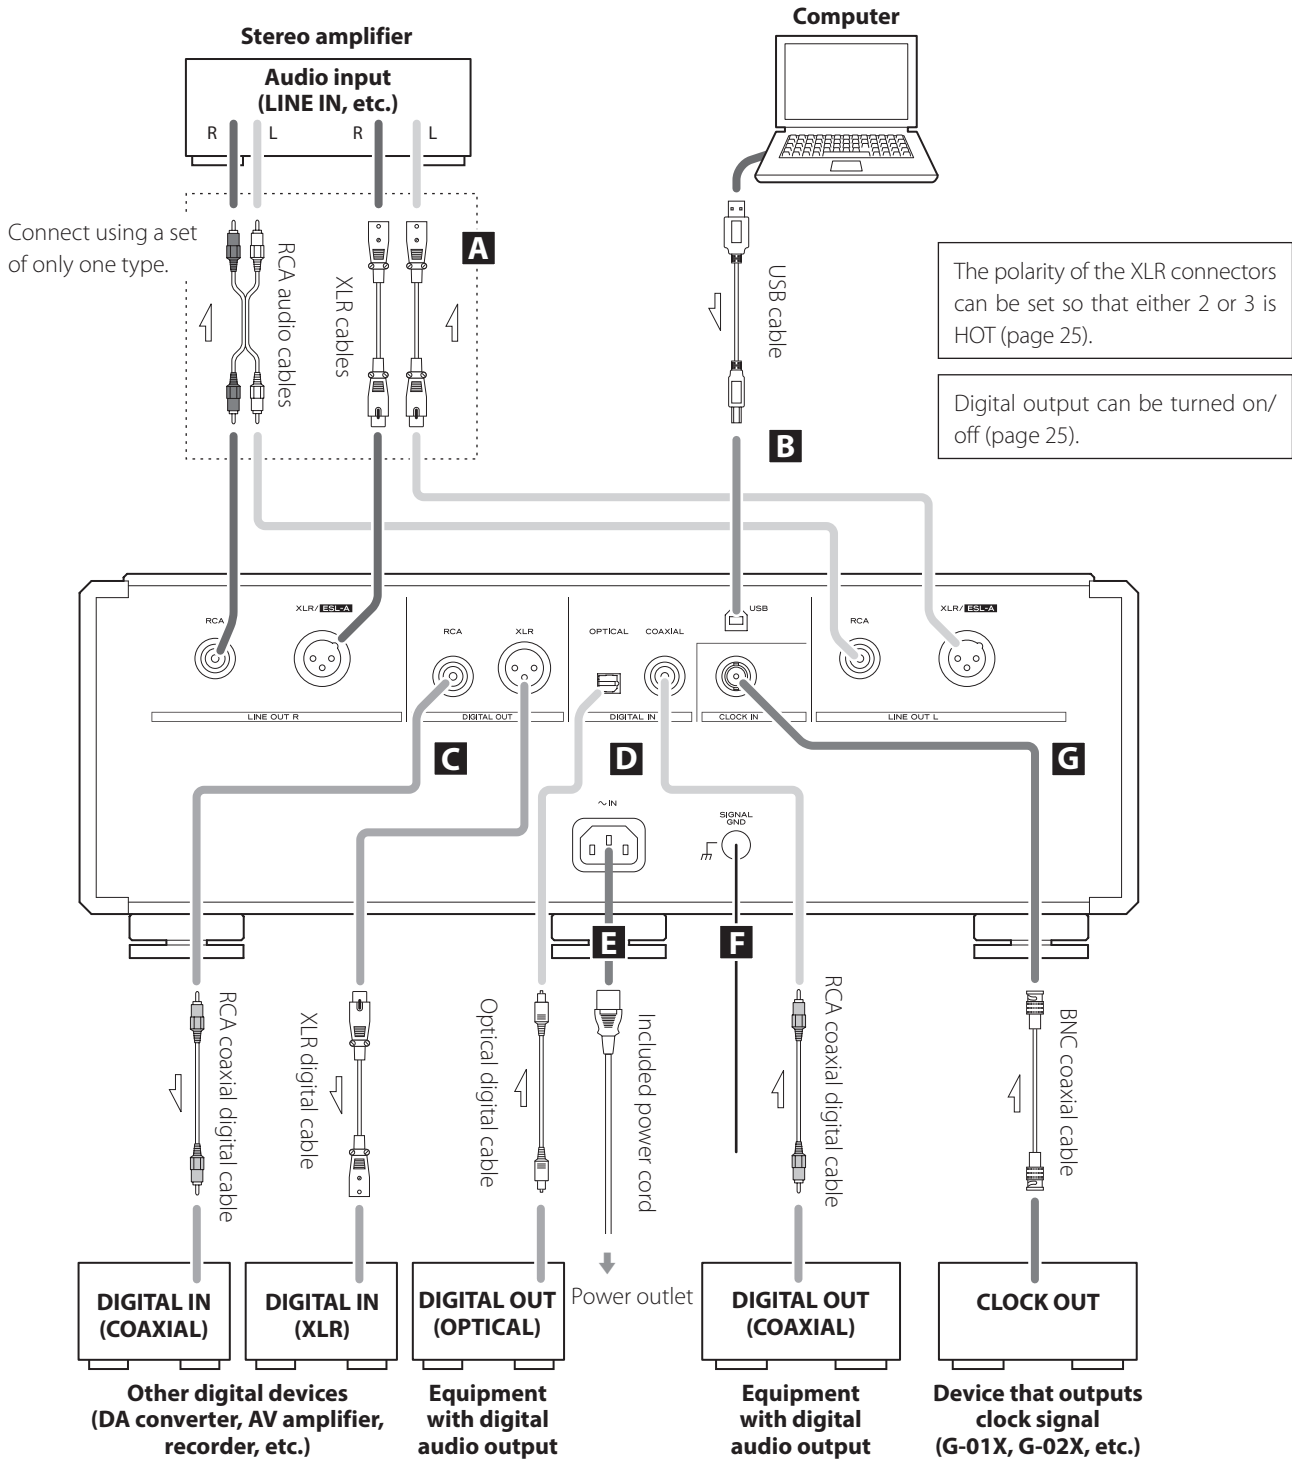 Computer
Stereo amplifier
Audio input
(LINE IN, etc.)
R
L
R
L
Connect using a set
of only one type.
RCA audio cables
XLR cables
A
USB cable
The polarity of the XLR connectors
can be set so that either 2 or 3 is
HOT (page 25).
Digital output can be turned on/
off (page 25).
B
RCA
XLR/ ESL-A
RCA
XLR
OPTICAL
COAXIAL
USB
RCA
XLR/ ESL-A
LINE OUT R
DIGITAL OUT
DIGITAL IN
CLOCK IN
LINE OUT L
C
D
G
~ IN
SIGNAL
GND
E
F
RCA coaxial digital cable
XLR digital cable
Optical digital cable
Included power cord
RCA coaxial digital cable
BNC coaxial cable
DIGITAL IN
(COAXIAL)
DIGITAL IN
(XLR)
DIGITAL OUT
(OPTICAL)
Power outlet
DIGITAL OUT
(COAXIAL)
CLOCK OUT
Other digital devices
(DA converter, AV amplifier,
recorder, etc.)
Equipment
with digital
audio output
Equipment
with digital
audio output
Device that outputs
clock signal
(G-01X, G-02X, etc.)